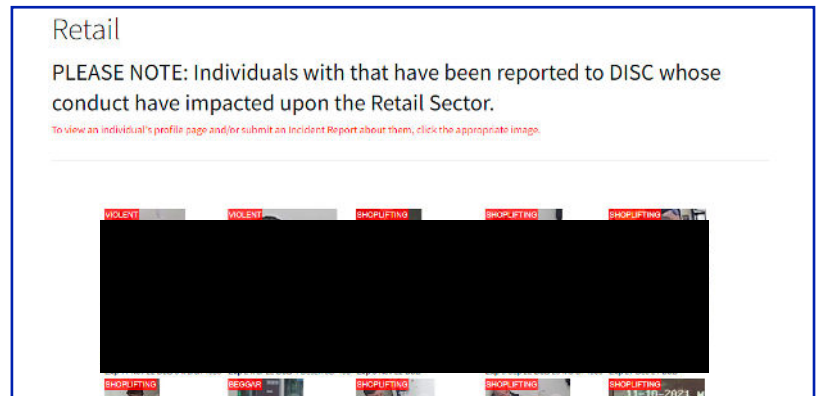 Retail
PLEASE NOTE: Individuals with that have been reported to DISC whose
conduct have impacted upon the Retail Sector.
To view an individual's profile page and/or submit an Incident Report about them, click the appropriate image.
VIOLENT VIOLENT SHOPLIFTING SHOPLIFTING SHOPLIFTING
SHOPLIFTING BEGGAR SHOPLIFTING SHOPLIFTING SHOPLIFTING
11-10-2021